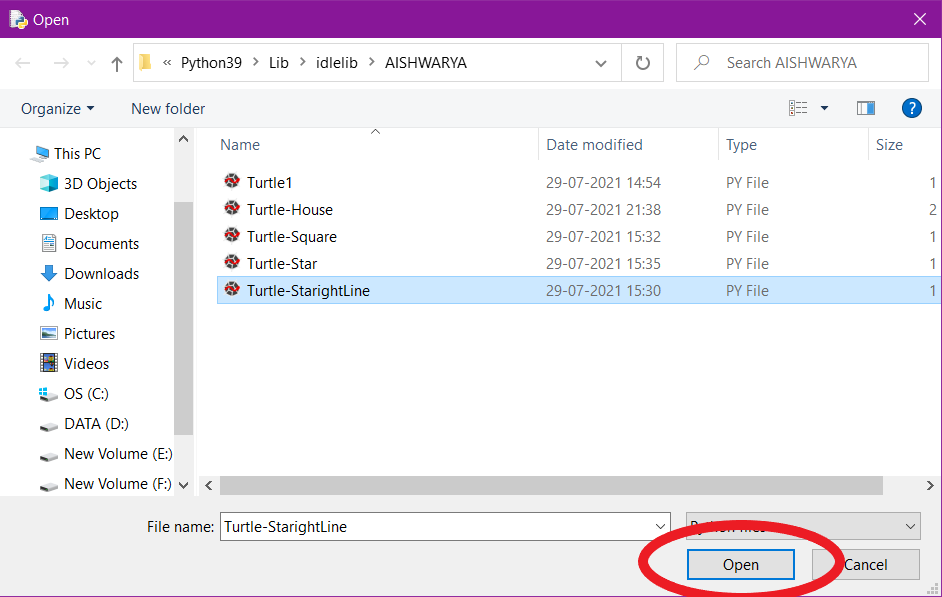 Open
« Python39 > Lib > idlelib > AISHWARYA
Search AISHWARYA
Organize
New folder
?
Name Date modified Type Size
This PC
3D Objects
Desktop
Documents
Downloads
Music
Pictures
Videos
OS (C:)
DATA (D:)
New Volume (E:)
New Volume (F:)
Turtle1 29-07-2021 14:54 PY File 1
Turtle-House 29-07-2021 21:38 PY File 2
Turtle-Square 29-07-2021 15:32 PY File 1
Turtle-Star 29-07-2021 15:35 PY File 1
Turtle-StarightLine 29-07-2021 15:30 PY File 1
File name: Turtle-StarightLine
Python files
Open Cancel